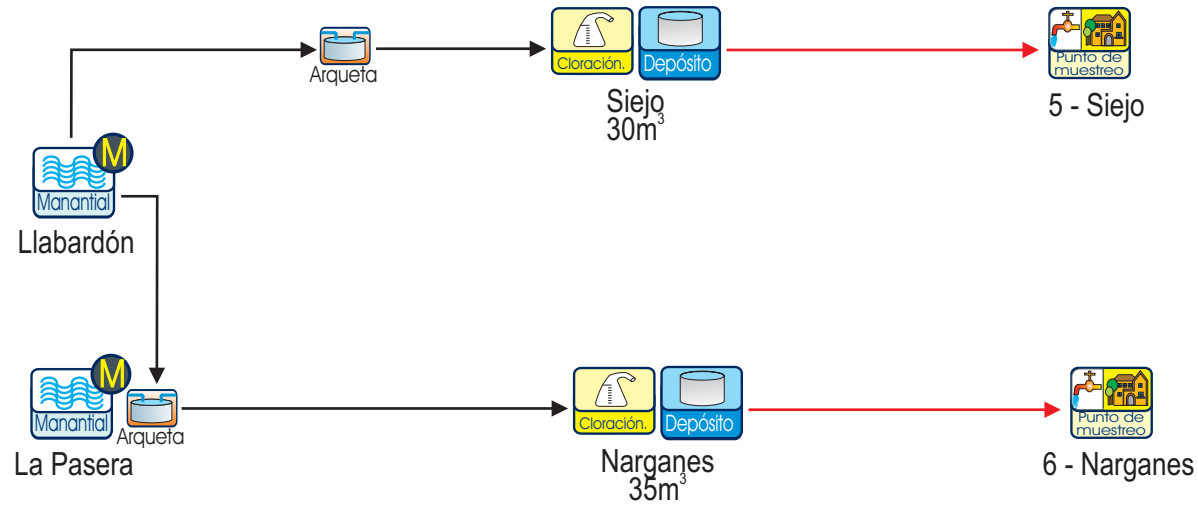 Arqueta
Cloración.
Depósito
Siejo
30m³
Punto de
muestreo
5 - Siejo
M
Manantial
Llabardón
M
Manantial
Arqueta
La Pasera
Cloración.
Depósito
Narganes
35m³
Punto de
muestreo
6 - Narganes